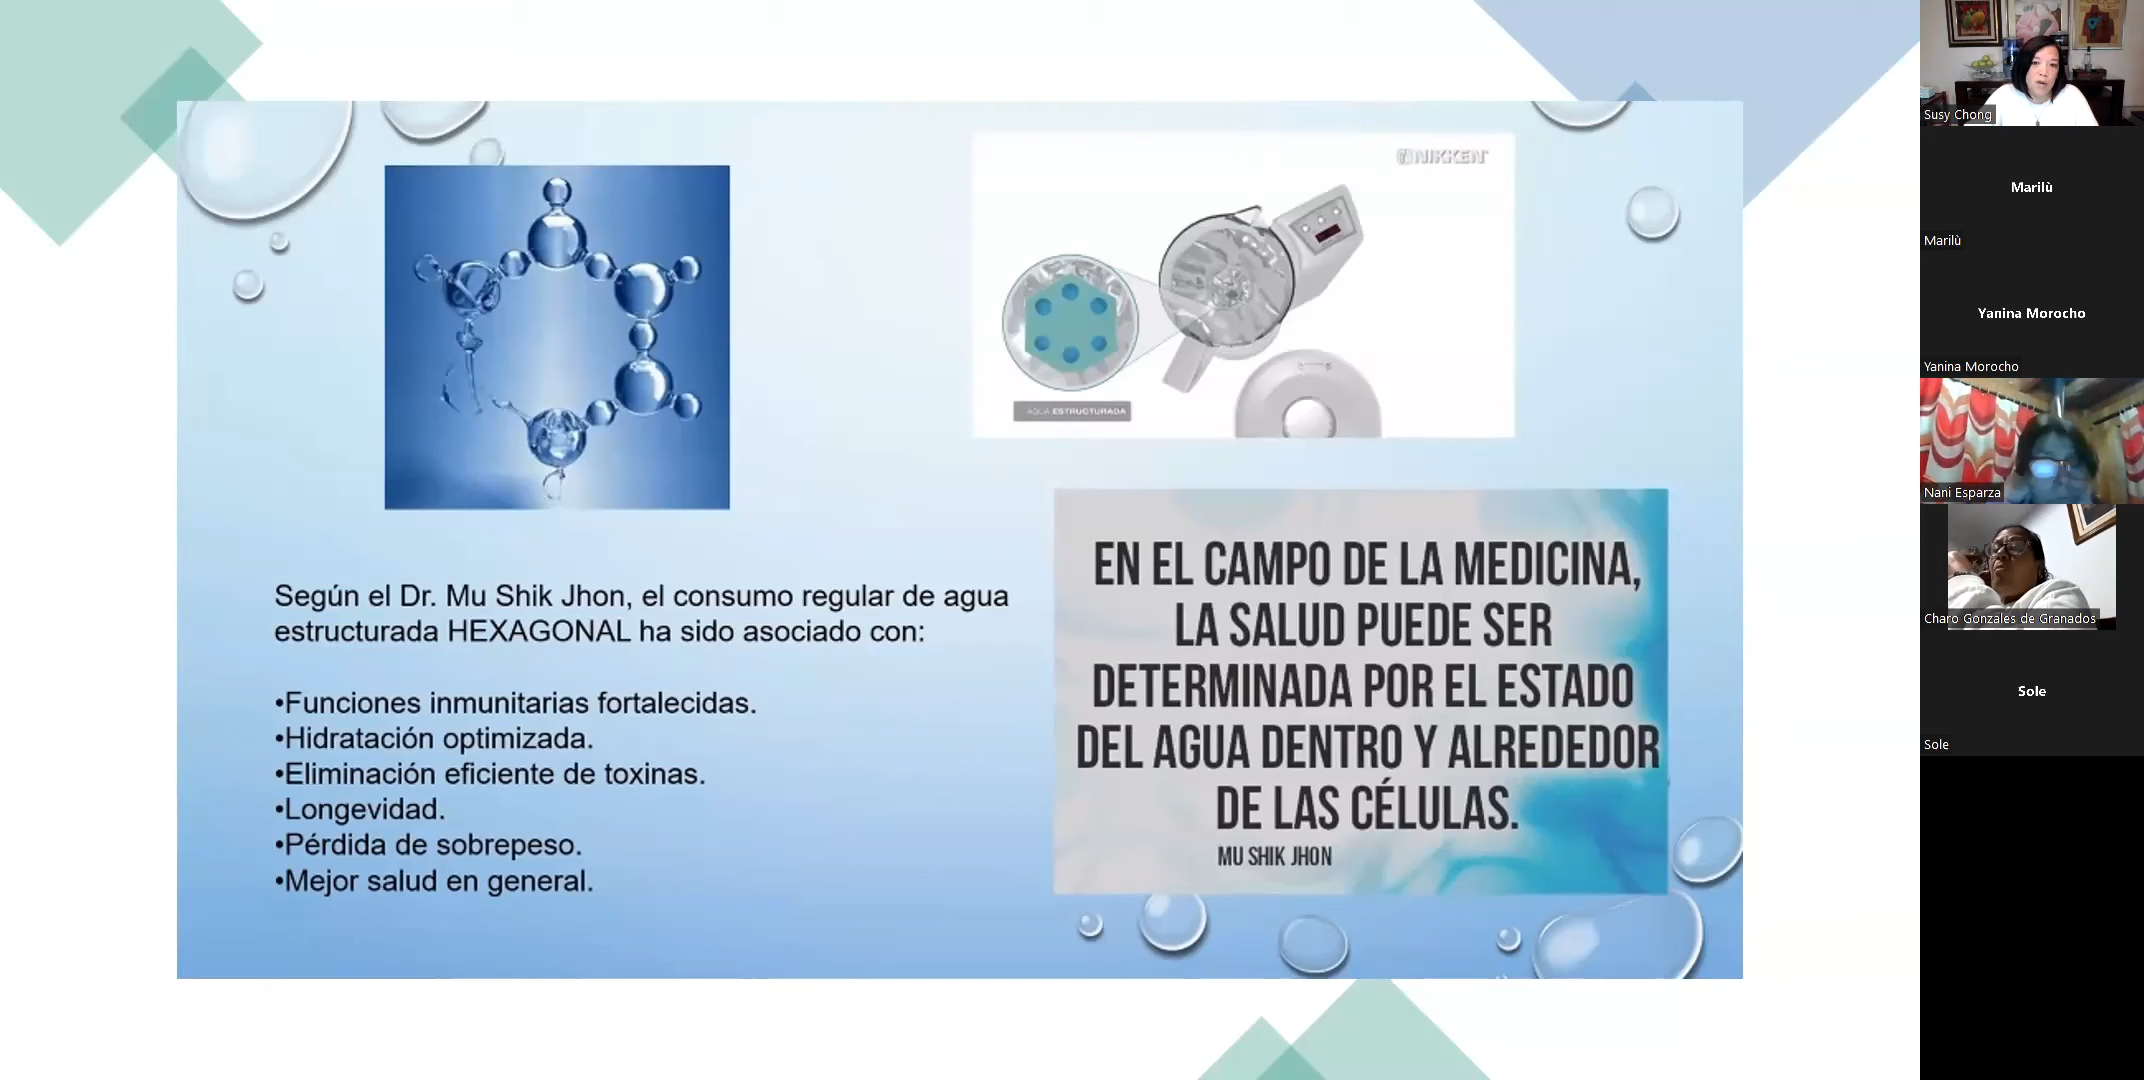 NIKKEN
AGUA ESTRUCTURADA
Según el Dr. Mu Shik Jhon, el consumo regular de agua
estructurada HEXAGONAL ha sido asociado con:
•Funciones inmunitarias fortalecidas.
•Hidratación optimizada.
•Eliminación eficiente de toxinas.
•Longevidad.
•Pérdida de sobrepeso.
•Mejor salud en general.
EN EL CAMPO DE LA MEDICINA,
LA SALUD PUEDE SER
DETERMINADA POR EL ESTADO
DEL AGUA DENTRO Y ALREDEDOR
DE LAS CÉLULAS.
MU SHIK JHON
Susy Chong
Marilù
Marilù
Yanina Morocho
Yanina Morocho
Nani Esparza
Charo Gonzales de Granados
Sole
Sole